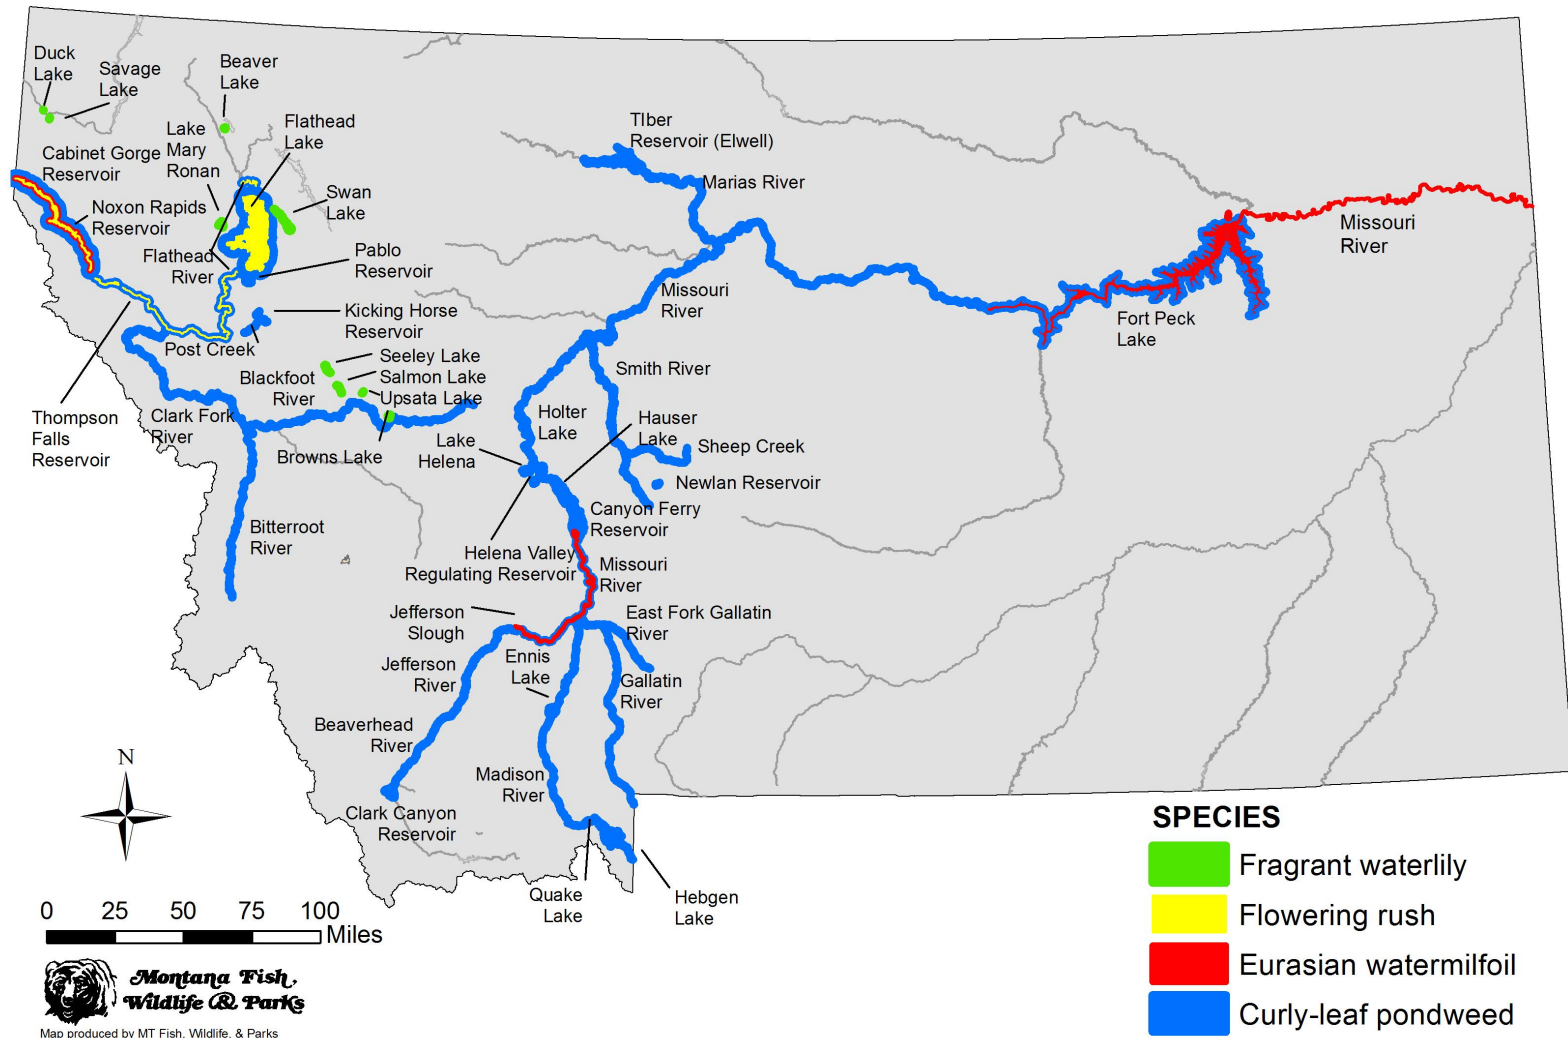 Duck
Lake
Savage
Lake
Beaver
Lake
Lake
Mary
Ronan
Flathead
Lake
Cabinet Gorge
Reservoir
Swan
Lake
Noxon Rapids
Reservoir
Flathead
River
Pablo
Reservoir
Kicking Horse
Reservoir
Post Creek
Seeley Lake
Salmon Lake
Upsata Lake
Blackfoot
River
Thompson
Falls
Reservoir
Clark Fork
River
Browns Lake
Bitterroot
River
TIber
Reservoir (Elwell)
Marias River
Missouri
River
Missouri
River
Fort Peck
Lake
Smith River
Holter
Lake
Hauser
Lake
Lake
Helena
Sheep Creek
Newlan Reservoir
Canyon Ferry
Reservoir
Helena Valley
Regulating Reservoir
Missouri
River
Jefferson
Slough
East Fork Gallatin
River
Jefferson
River
Ennis
Lake
Gallatin
River
Beaverhead
River
Madison
River
Clark Canyon
Reservoir
Quake
Lake
Hebgen
Lake
N
0 25 50 75 100
Miles
Montana Fish,
Wildlife & Parks
Map produced by MT Fish, Wildlife, & Parks
SPECIES
Fragrant waterlily
Flowering rush
Eurasian watermilfoil
Curly-leaf pondweed